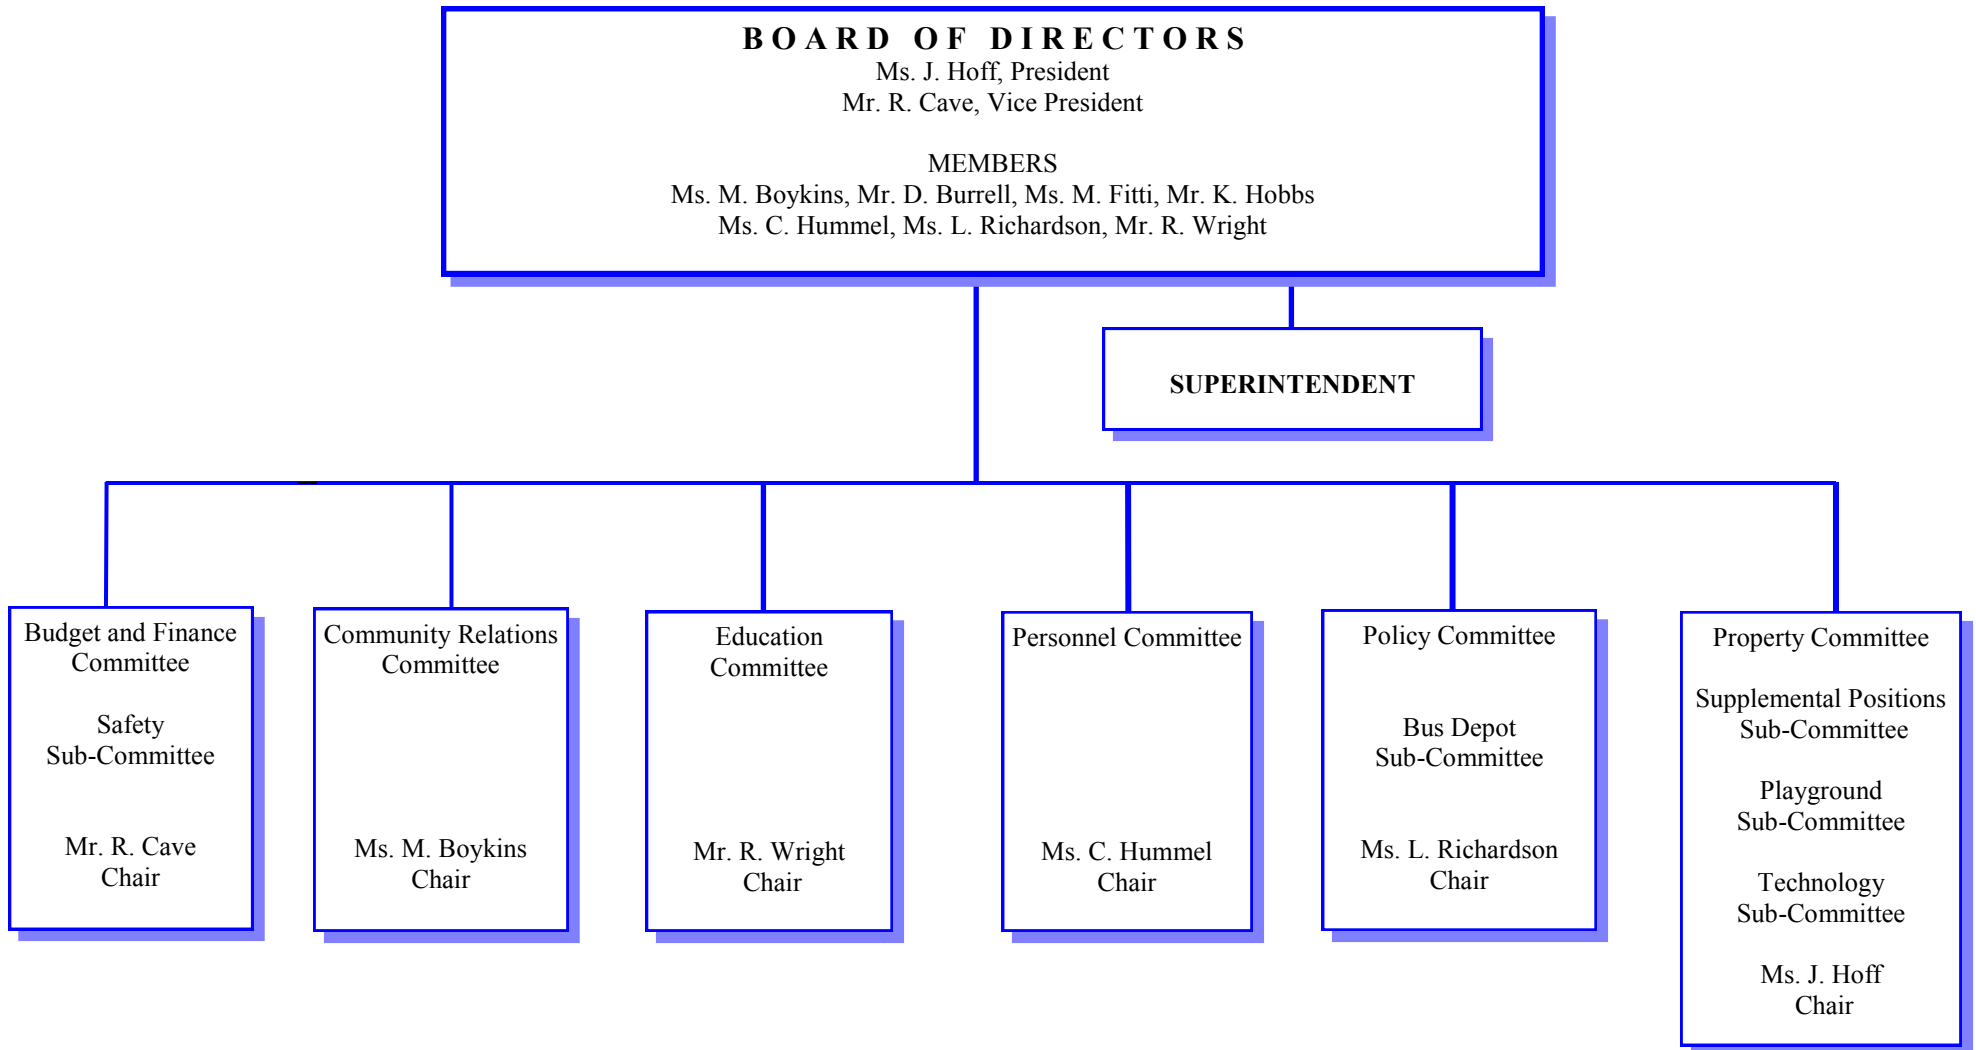 BOARD OF DIRECTORS
Ms. J. Hoff, President
Mr. R. Cave, Vice President
MEMBERS
Ms. M. Boykins, Mr. D. Burrell, Ms. M. Fitti, Mr. K. Hobbs
Ms. C. Hummel, Ms. L. Richardson, Mr. R. Wright
SUPERINTENDENT
Budget and Finance
Committee
Safety
Sub-Committee
Mr. R. Cave
Chair
Community Relations
Committee
Ms. M. Boykins
Chair
Education
Committee
Mr. R. Wright
Chair
Personnel Committee
Ms. C. Hummel
Chair
Policy Committee
Bus Depot
Sub-Committee
Ms. L. Richardson
Chair
Property Committee
Supplemental Positions
Sub-Committee
Playground
Sub-Committee
Technology
Sub-Committee
Ms. J. Hoff
Chair